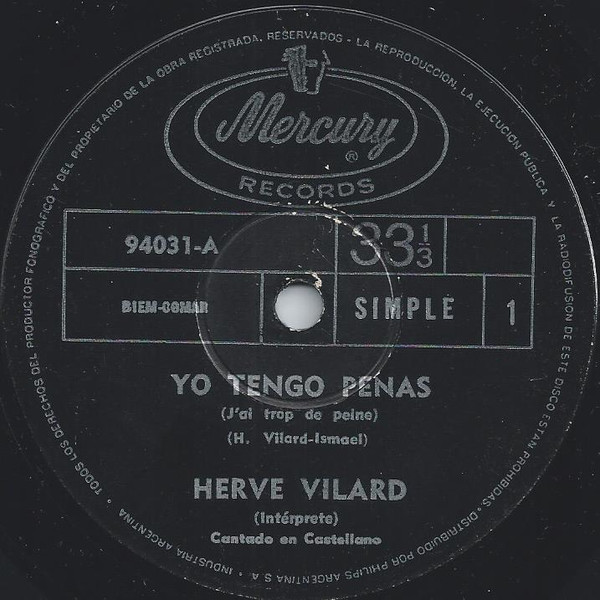 TODOS LOS DERECHOS DEL PRODUCTOR FONOGRAFICO Y DEL PROPIETARIO DE LA OBRA REGISTRADA, RESERVADOS - LA REPRODUCCION, LA EJECUCION PUBLICA Y LA RADIODIFUSION DE ESTE DISCO ESTAN PROHIBIDAS • DISTRIBUIDO POR PHILIPS ARGENTINA S.A. • INDUSTRIA ARGENTINA •
Mercury ®
RECORDS
94031-A
33 1/3
BIEM-COMAR
SIMPLE
1
YO TENGO PENAS
(J'ai trop de peine)
(H. Vilard-Ismael)
HERVE VILARD
(Intérprete)
Cantado en Castellano